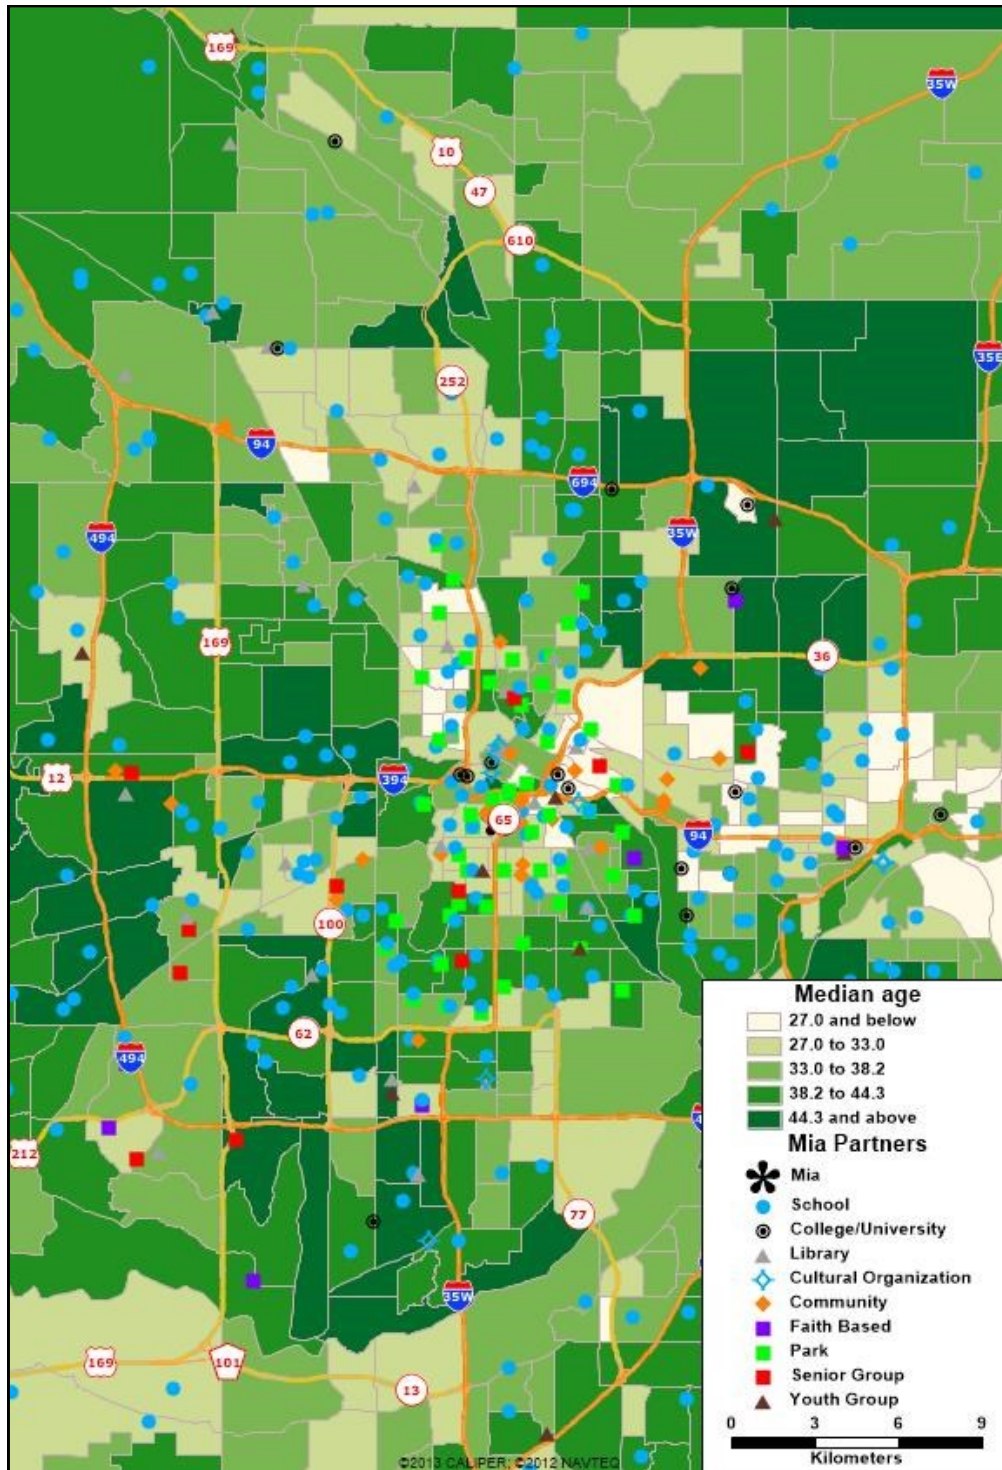 169
35W
10
47
610
35E
252
94
694
494
35W
169
36
12
394
65
94
100
62
494
212
77
35W
169
101
13
Median age
27.0 and below
27.0 to 33.0
33.0 to 38.2
38.2 to 44.3
44.3 and above
Mia Partners
Mia
School
College/University
Library
Cultural Organization
Community
Faith Based
Park
Senior Group
Youth Group
0 3 6 9
Kilometers
©2013 CALIPER; ©2012 NAVTEQ